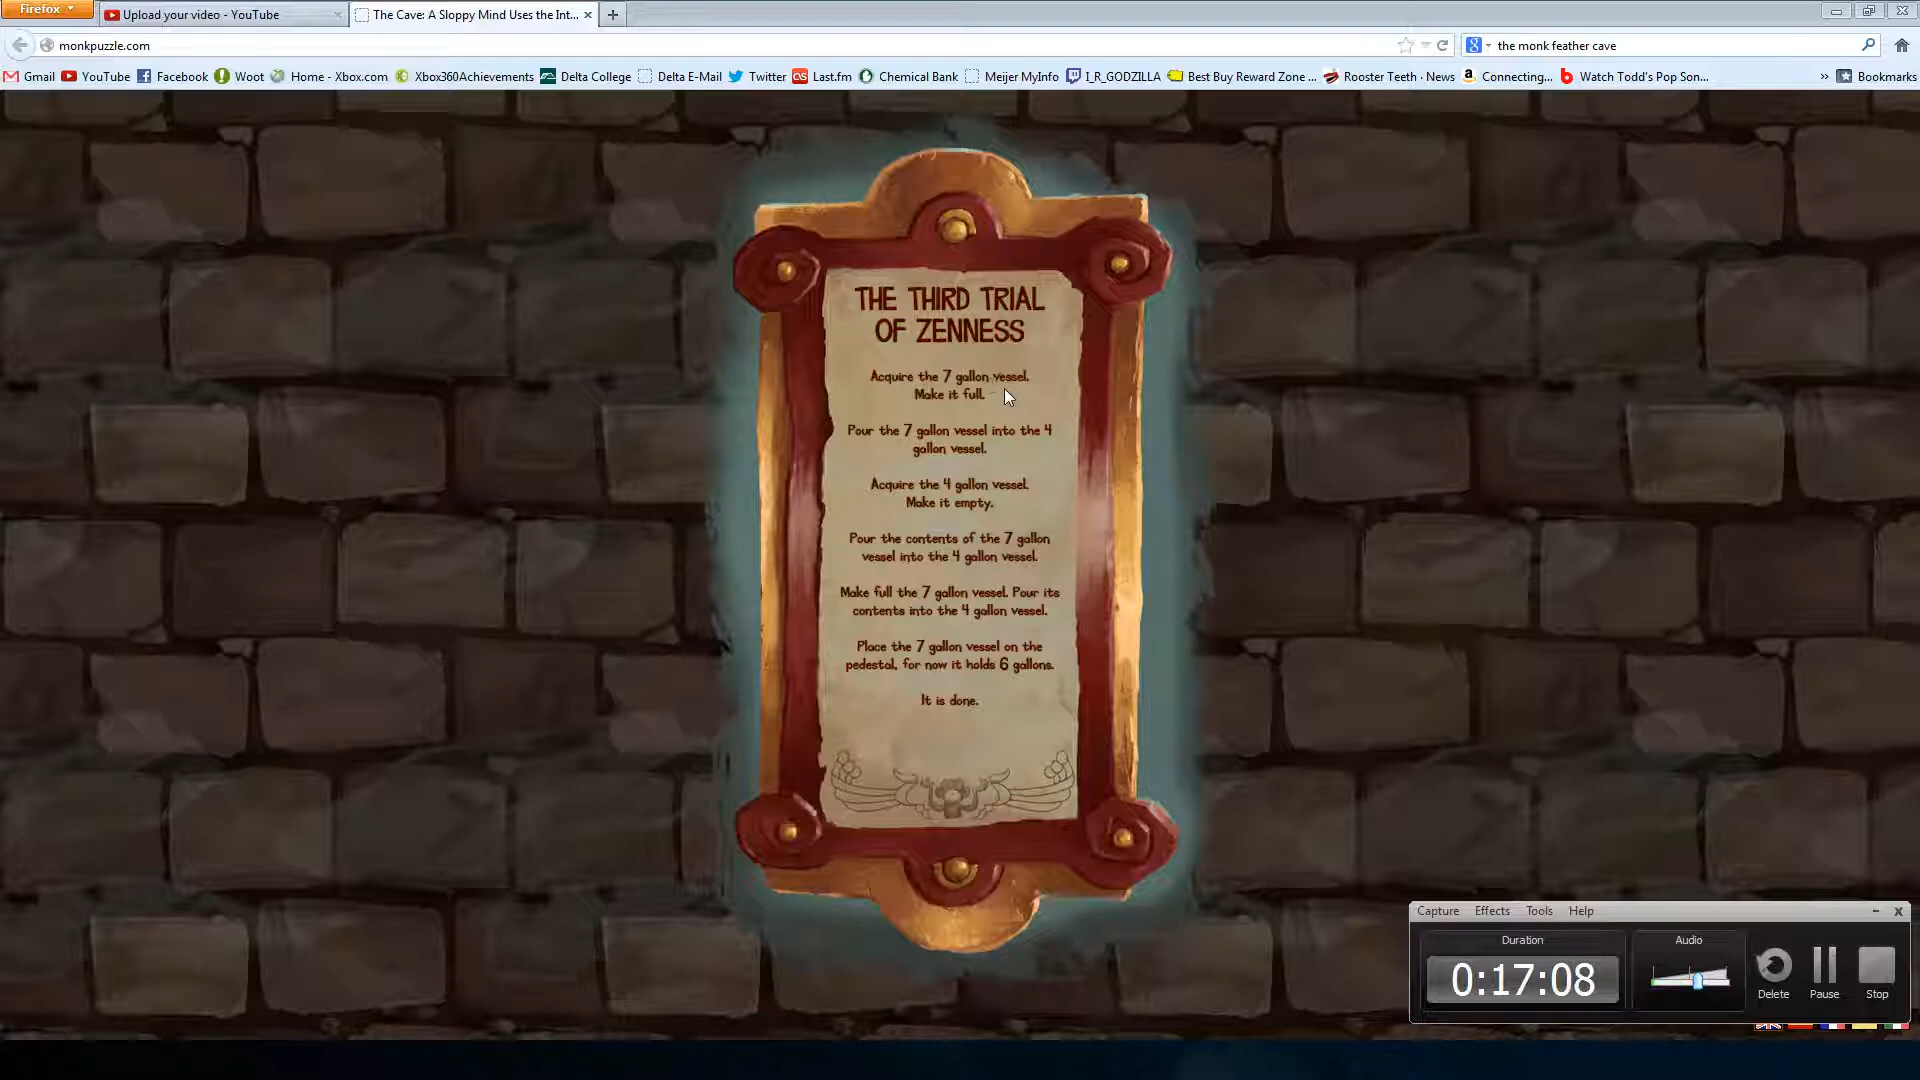 Firefox
Upload your video - YouTube
The Cave: A Sloppy Mind Uses the Int...
monkpuzzle.com
the monk feather cave
Gmail
YouTube
Facebook
Woot
Home - Xbox.com
Xbox360Achievements
Delta College
Delta E-Mail
Twitter
Last.fm
Chemical Bank
Meijer MyInfo
I_R_GODZILLA
Best Buy Reward Zone ...
Rooster Teeth · News
Connecting...
Watch Todd's Pop Son...
Bookmarks
THE THIRD TRIAL
OF ZENNESS
Acquire the 7 gallon vessel.
Make it full.
Pour the 7 gallon vessel into the 4
gallon vessel.
Acquire the 4 gallon vessel.
Make it empty.
Pour the contents of the 7 gallon
vessel into the 4 gallon vessel.
Make full the 7 gallon vessel. Pour its
contents into the 4 gallon vessel.
Place the 7 gallon vessel on the
pedestal, for now it holds 6 gallons.
It is done.
Capture Effects Tools Help
Duration
Audio
0:17:08
Delete
Pause
Stop